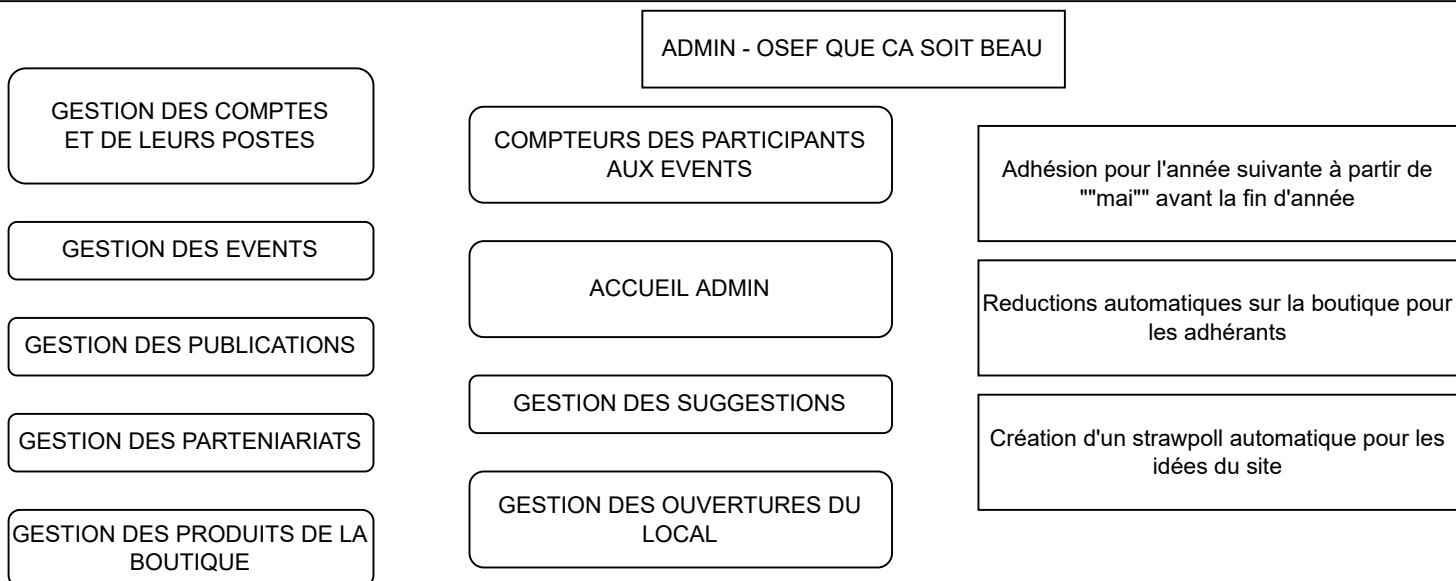 ADMIN - OSEF QUE CA SOIT BEAU
GESTION DES COMPTES
ET DE LEURS POSTES
GESTION DES EVENTS
GESTION DES PUBLICATIONS
GESTION DES PARTENIARIATS
GESTION DES PRODUITS DE LA
BOUTIQUE
COMPTEURS DES PARTICIPANTS
AUX EVENTS
ACCUEIL ADMIN
GESTION DES SUGGESTIONS
GESTION DES OUVERTURES DU
LOCAL
Adhésion pour l'année suivante à partir de
""mai"" avant la fin d'année
Reductions automatiques sur la boutique pour
les adhérants
Création d'un strawpoll automatique pour les
idées du site